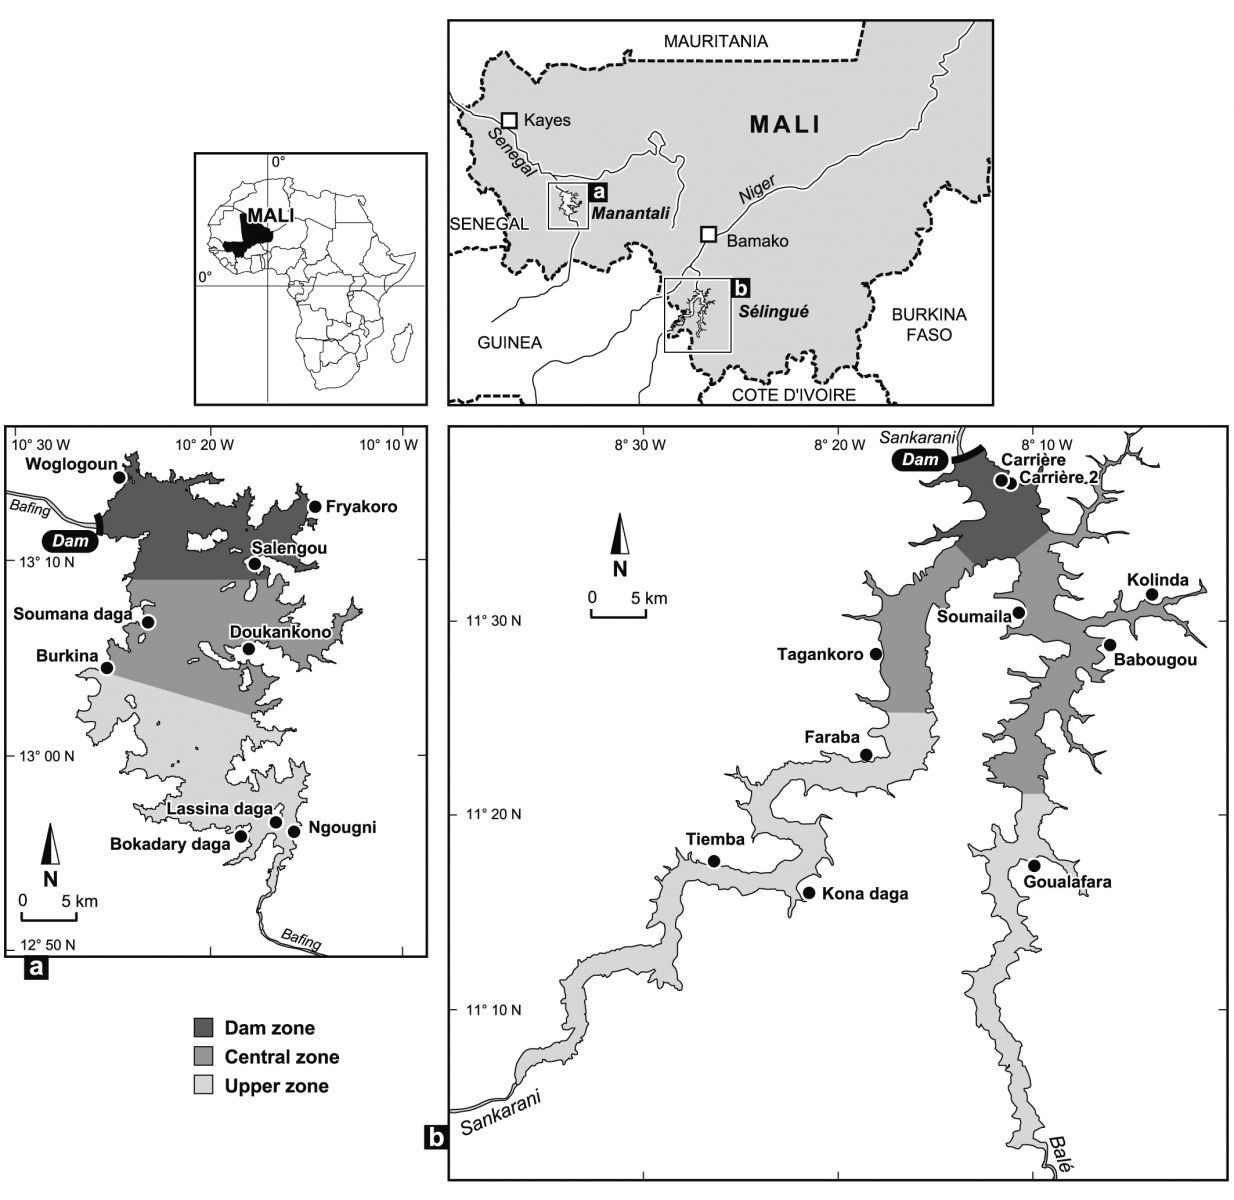 0°
MALI
0°
MAURITANIA
Kayes
MALI
Senegal
a
Niger
Manantali
SENEGAL
Bamako
b
Sélingué
GUINEA
BURKINA
FASO
COTE D'IVOIRE
10° 30 W
10° 20 W
10° 10 W
Woglogoun
Bafing
Fryakoro
Dam
Salengou
13° 10 N
Soumana daga
Doukankono
Burkina
13° 00 N
Lassina daga
Ngougni
Bokadary daga
N
0 5 km
Bafing
12° 50 N
a
Dam zone
Central zone
Upper zone
8° 30 W
8° 20 W
Sankarani
8° 10 W
Dam
Carrière
Carrière 2
N
Kolinda
0 5 km
11° 30 N
Soumaila
Tagankoro
Babougou
Faraba
11° 20 N
Tiemba
Goualafara
Kona daga
11° 10 N
Sankarani
b
Balé